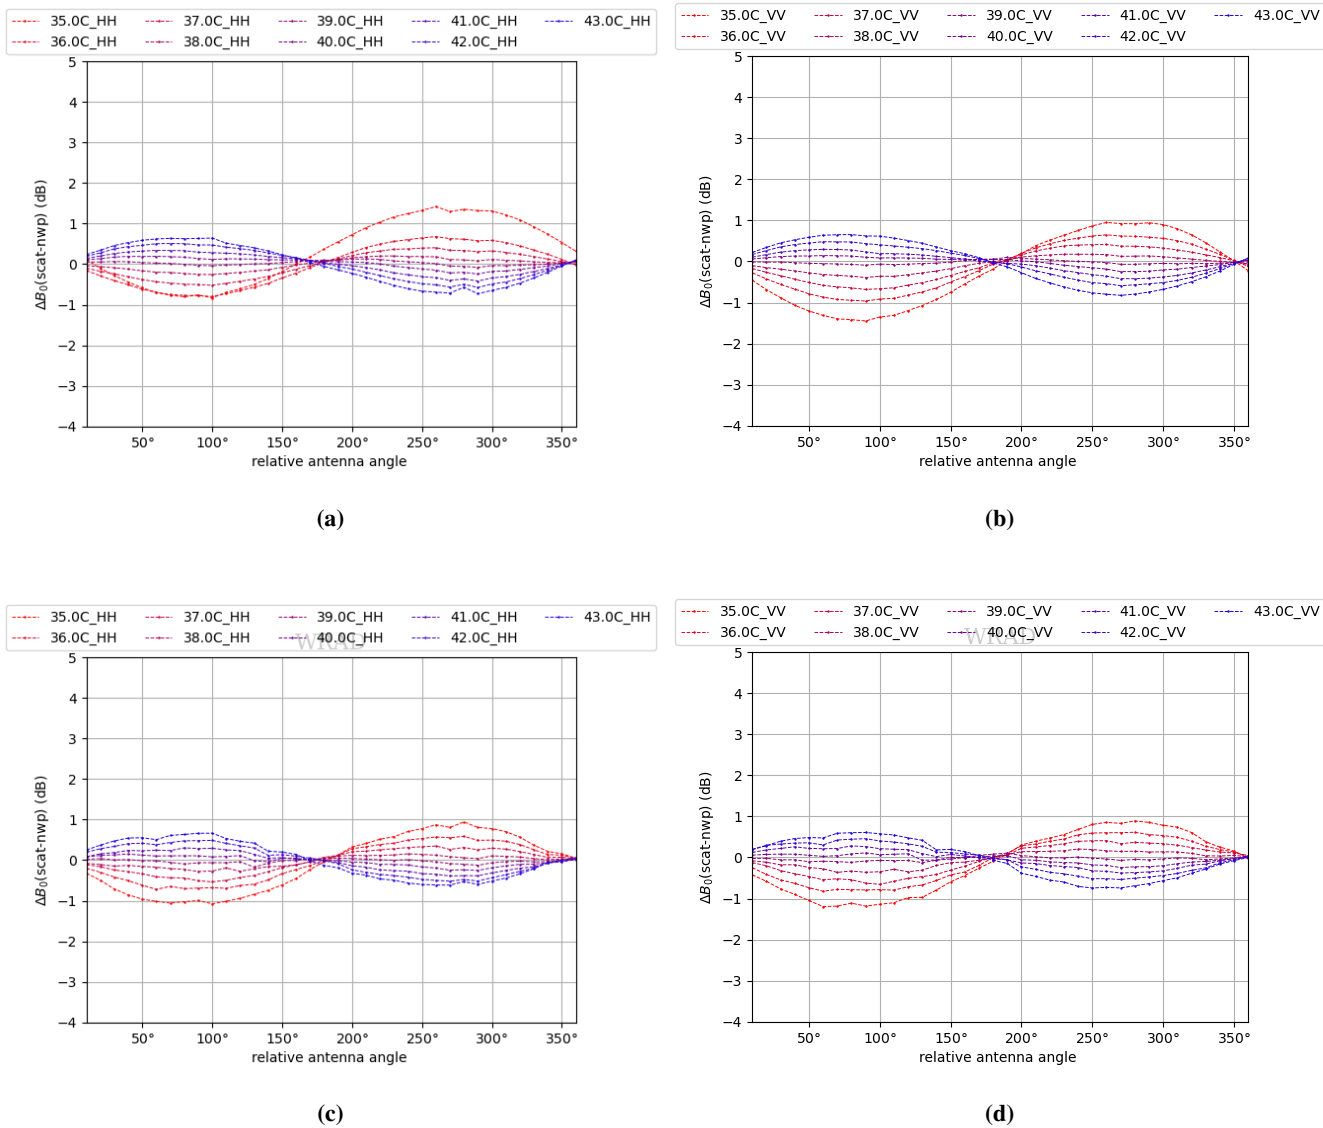 35.0C_HH 37.0C_HH 39.0C_HH 41.0C_HH 43.0C_HH
36.0C_HH 38.0C_HH 40.0C_HH 42.0C_HH
5
4
3
2
1
0
−1
−2
−3
−4
ΔB₀(scat-nwp) (dB)
50° 100° 150° 200° 250° 300° 350°
relative antenna angle
(a)
35.0C_VV 37.0C_VV 39.0C_VV 41.0C_VV 43.0C_VV
36.0C_VV 38.0C_VV 40.0C_VV 42.0C_VV
5
4
3
2
1
0
−1
−2
−3
−4
ΔB₀(scat-nwp) (dB)
50° 100° 150° 200° 250° 300° 350°
relative antenna angle
(b)
35.0C_HH 37.0C_HH 39.0C_HH 41.0C_HH 43.0C_HH
36.0C_HH 38.0C_HH 40.0C_HH 42.0C_HH
WRAD
5
4
3
2
1
0
−1
−2
−3
−4
ΔB₀(scat-nwp) (dB)
50° 100° 150° 200° 250° 300° 350°
relative antenna angle
(c)
35.0C_VV 37.0C_VV 39.0C_VV 41.0C_VV 43.0C_VV
36.0C_VV 38.0C_VV 40.0C_VV 42.0C_VV
WRAD
5
4
3
2
1
0
−1
−2
−3
−4
ΔB₀(scat-nwp) (dB)
50° 100° 150° 200° 250° 300° 350°
relative antenna angle
(d)